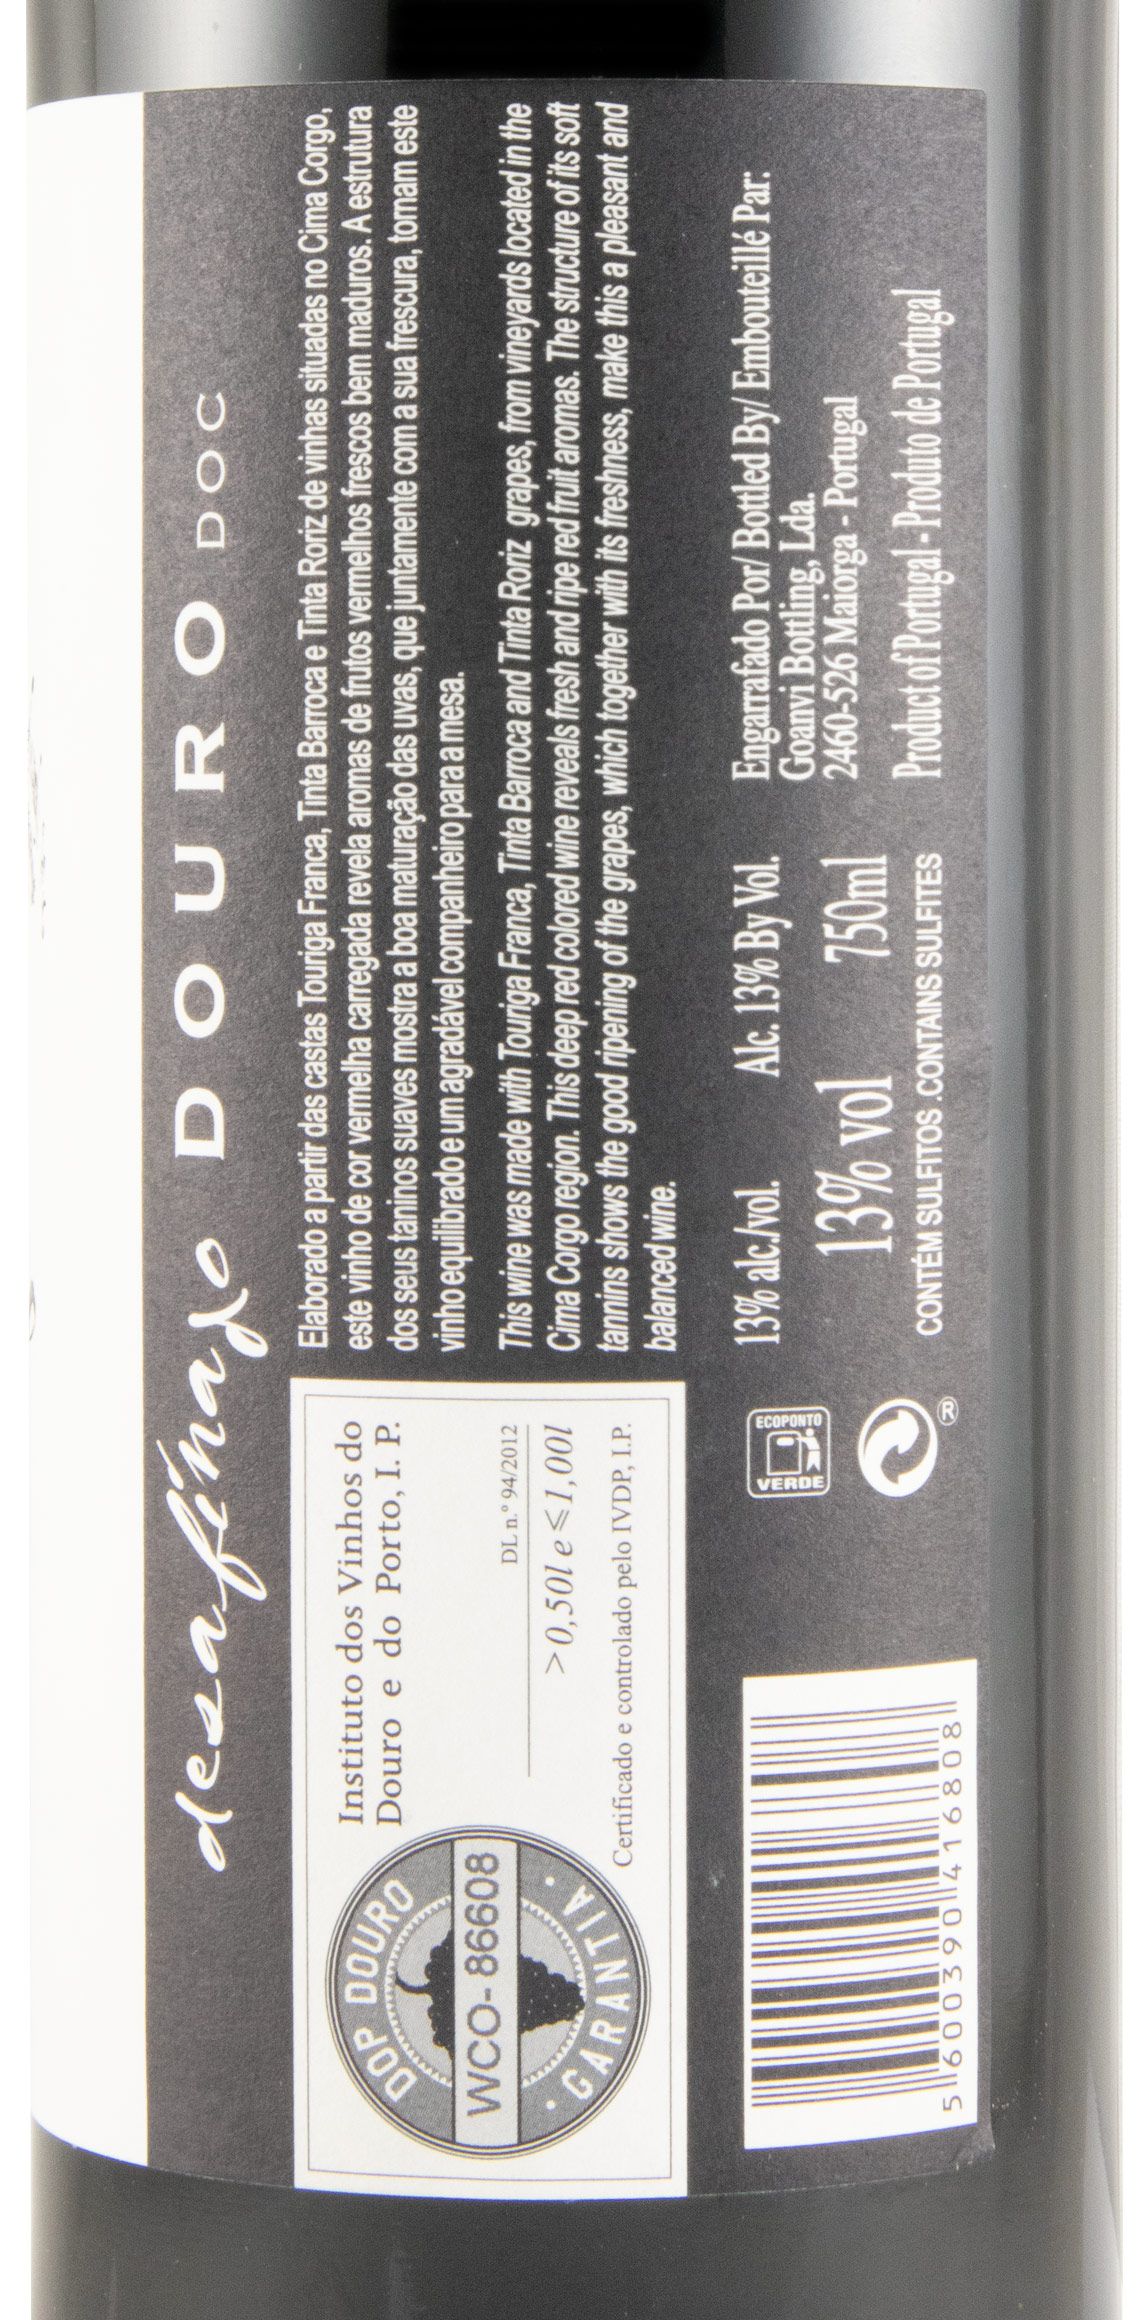 desafinado DOURO DOC
Elaborado a partir das castas Touriga Franca, Tinta Barroca e Tinta Roriz de vinhas situadas no Cima Corgo,
este vinho de cor vermelha carregada revela aromas de frutos vermelhos frescos bem maduros. A estrutura
dos seus taninos suaves mostra a boa maturação das uvas, que juntamente com a sua frescura, tornam este
vinho equilibrado e um agradável companheiro para a mesa.
This wine was made with Touriga Franca, Tinta Barroca and Tinta Roriz grapes, from vineyards located in the
Cima Corgo region. This deep red colored wine reveals fresh and ripe red fruit aromas. The structure of its soft
tannins shows the good ripening of the grapes, which together with its freshness, make this a pleasant and
balanced wine.
Instituto dos Vinhos do
Douro e do Porto, I. P.
DL n.º 94/2012
> 0,50l e ⩽ 1,00l
Certificado e controlado pelo IVDP, I.P.
DOP DOURO
WCO-86608
· GARANTIA ·
13% alc./vol. Alc. 13% By Vol.
13% vol 750ml
CONTÉM SULFITOS .CONTAINS SULFITES
Engarrafado Por/ Bottled By/ Embouteillé Par:
Goanvi Bottling, Lda.
2460-526 Maiorga - Portugal
Product of Portugal - Produto de Portugal
ECOPONTO
VERDE
®
5 600390 416808